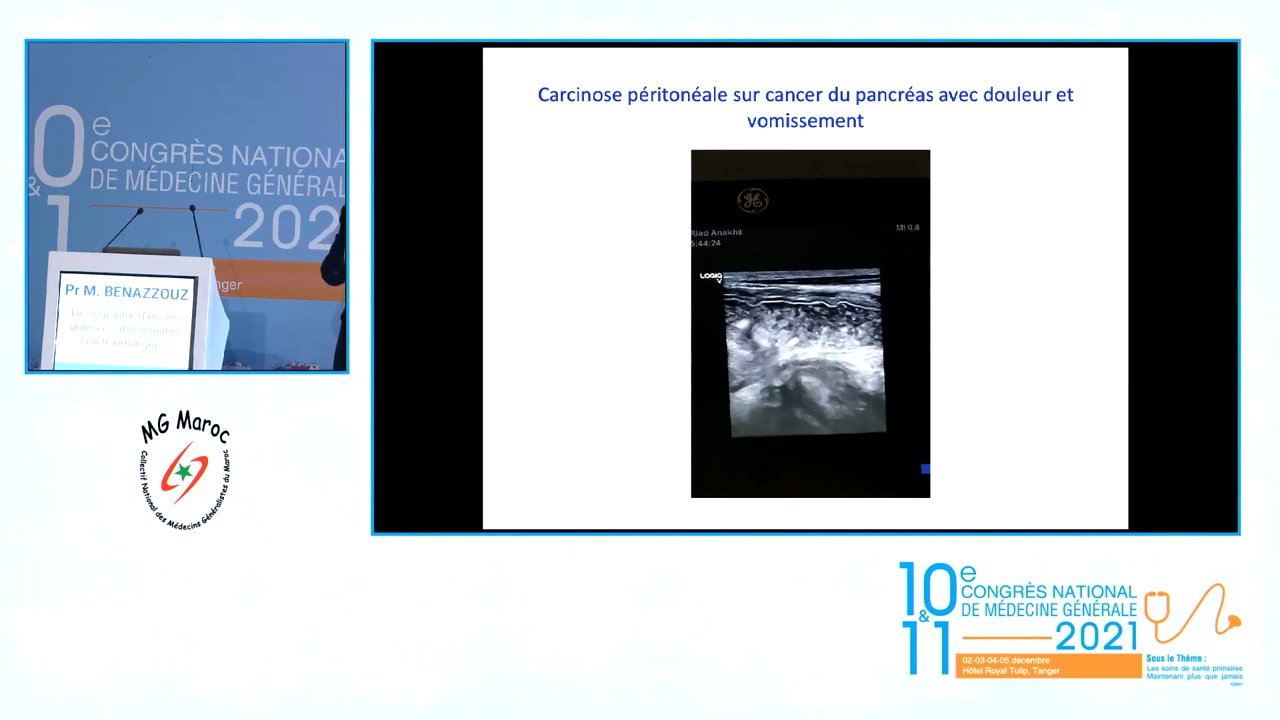 0e
CONGRÈS NATIONA
DE MÉDECINE GÉNÉRAL
&
1
202
nger
Pr M. BENAZZOUZ
MG Maroc
Collectif National des Médecins Généralistes du Maroc
Carcinose péritonéale sur cancer du pancréas avec douleur et
vomissement
GE
Riad Anakhil
5:44:24
MI 0.8
LOGIQ
V
10e
CONGRÈS NATIONAL
DE MÉDECINE GÉNÉRALE
&
11
2021
02-03-04-05 décembre
Hôtel Royal Tulip, Tanger
Sous le Thème :
Les soins de santé primaires
Maintenant plus que jamais